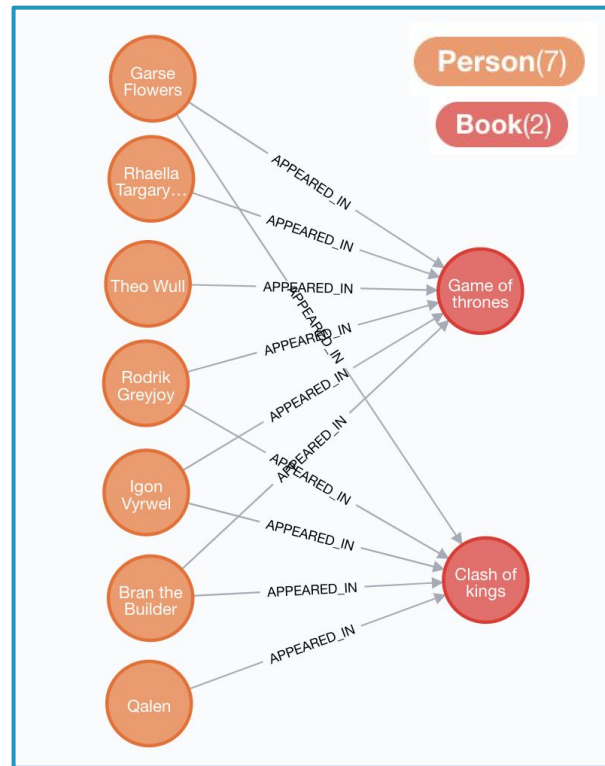 Person(7)
Book(2)
Garse
Flowers
APPEARED_IN
Rhaella
Targary...
APPEARED_IN
Theo Wull
APPEARED_IN
APPEARED_IN
Game of
thrones
Rodrik
Greyjoy
APPEARED_IN
APPEARED_IN
APPEARED_IN
APPEARED_IN
Igon
Vyrwel
APPEARED_IN
Bran the
Builder
APPEARED_IN
Clash of
kings
APPEARED_IN
Qalen